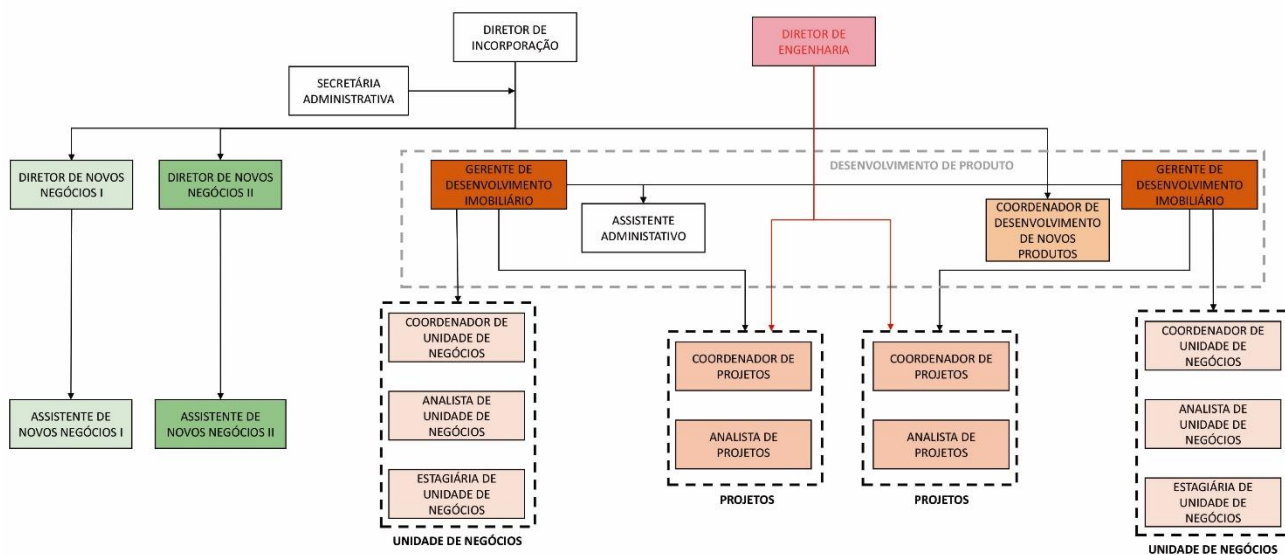 DIRETOR DE
INCORPORAÇÃO
DIRETOR DE
ENGENHARIA
SECRETÁRIA
ADMINISTRATIVA
DIRETOR DE NOVOS
NEGÓCIOS I
DIRETOR DE NOVOS
NEGÓCIOS II
DESENVOLVIMENTO DE PRODUTO
GERENTE DE
DESENVOLVIMENTO
IMOBILIÁRIO
ASSISTENTE
ADMINISTATIVO
COORDENADOR DE
DESENVOLVIMENTO
DE NOVOS
PRODUTOS
GERENTE DE
DESENVOLVIMENTO
IMOBILIÁRIO
COORDENADOR DE
UNIDADE DE
NEGÓCIOS
ANALISTA DE
UNIDADE DE
NEGÓCIOS
ESTAGIÁRIA DE
UNIDADE DE
NEGÓCIOS
UNIDADE DE NEGÓCIOS
COORDENADOR DE
PROJETOS
ANALISTA DE
PROJETOS
PROJETOS
COORDENADOR DE
PROJETOS
ANALISTA DE
PROJETOS
PROJETOS
COORDENADOR DE
UNIDADE DE
NEGÓCIOS
ANALISTA DE
UNIDADE DE
NEGÓCIOS
ESTAGIÁRIA DE
UNIDADE DE
NEGÓCIOS
UNIDADE DE NEGÓCIOS
ASSISTENTE DE
NOVOS NEGÓCIOS I
ASSISTENTE DE
NOVOS NEGÓCIOS II